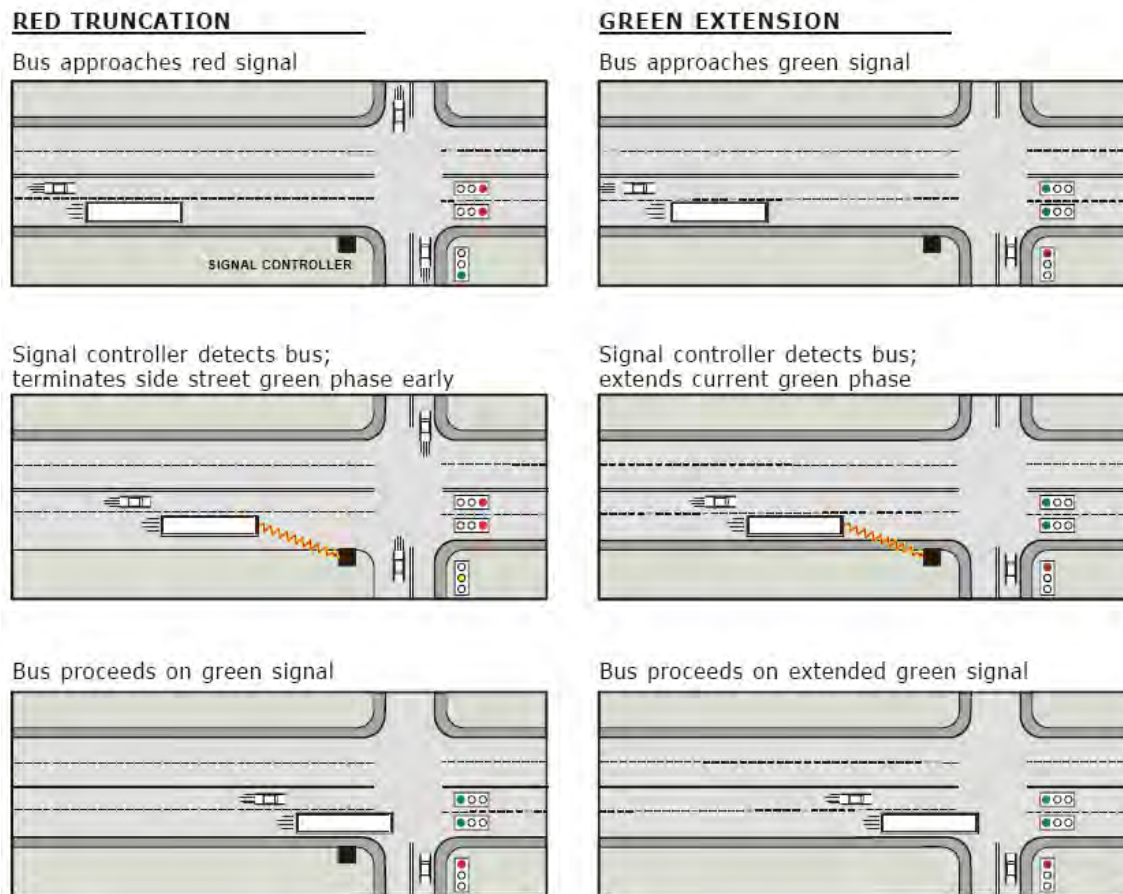 RED TRUNCATION
Bus approaches red signal
SIGNAL CONTROLLER
Signal controller detects bus;
terminates side street green phase early
Bus proceeds on green signal
GREEN EXTENSION
Bus approaches green signal
Signal controller detects bus;
extends current green phase
Bus proceeds on extended green signal